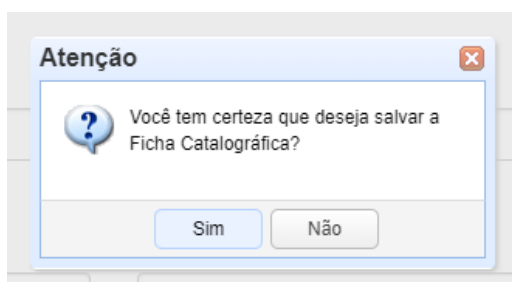 Atenção
Você tem certeza que deseja salvar a
Ficha Catalográfica?
Sim
Não